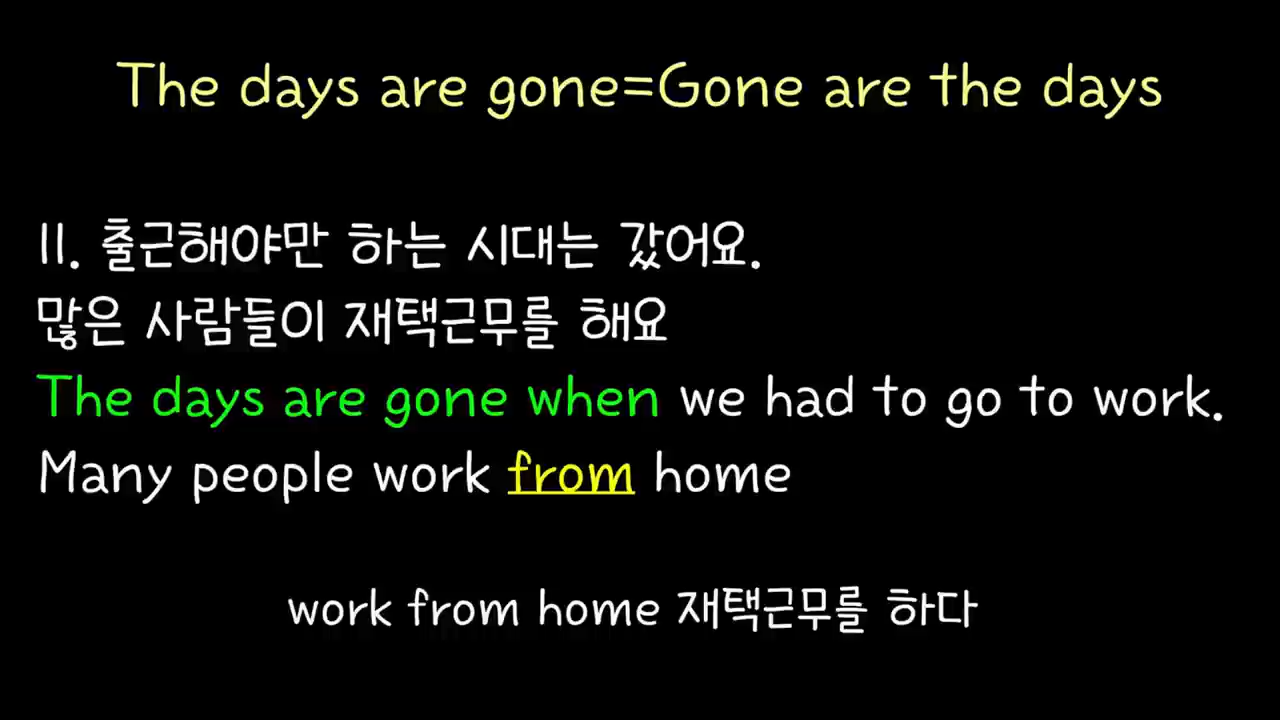 The days are gone=Gone are the days
11. 출근해야만 하는 시대는 갔어요.
많은 사람들이 재택근무를 해요
The days are gone when we had to go to work.
Many people work from home
work from home 재택근무를 하다